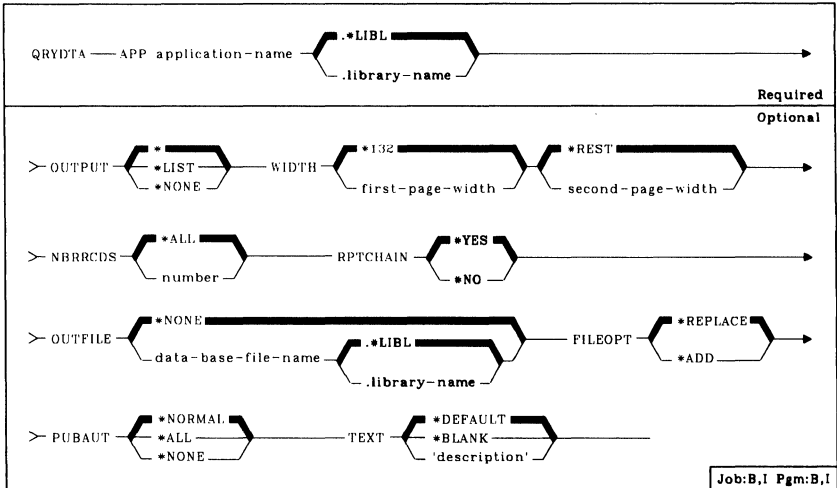 .*LIBL
QRYDTA APP application-name
.library-name
Required
Optional
*
*132
*REST
OUTPUT *LIST WIDTH
*NONE first-page-width second-page-width
*ALL *YES
NBRRCDS RPTCHAIN
number *NO
*NONE *REPLACE
OUTFILE .*LIBL FILEOPT
data-base-file-name *ADD
.library-name
*NORMAL *DEFAULT
PUBAUT *ALL TEXT *BLANK
*NONE 'description'
Job:B,I Pgm:B,I